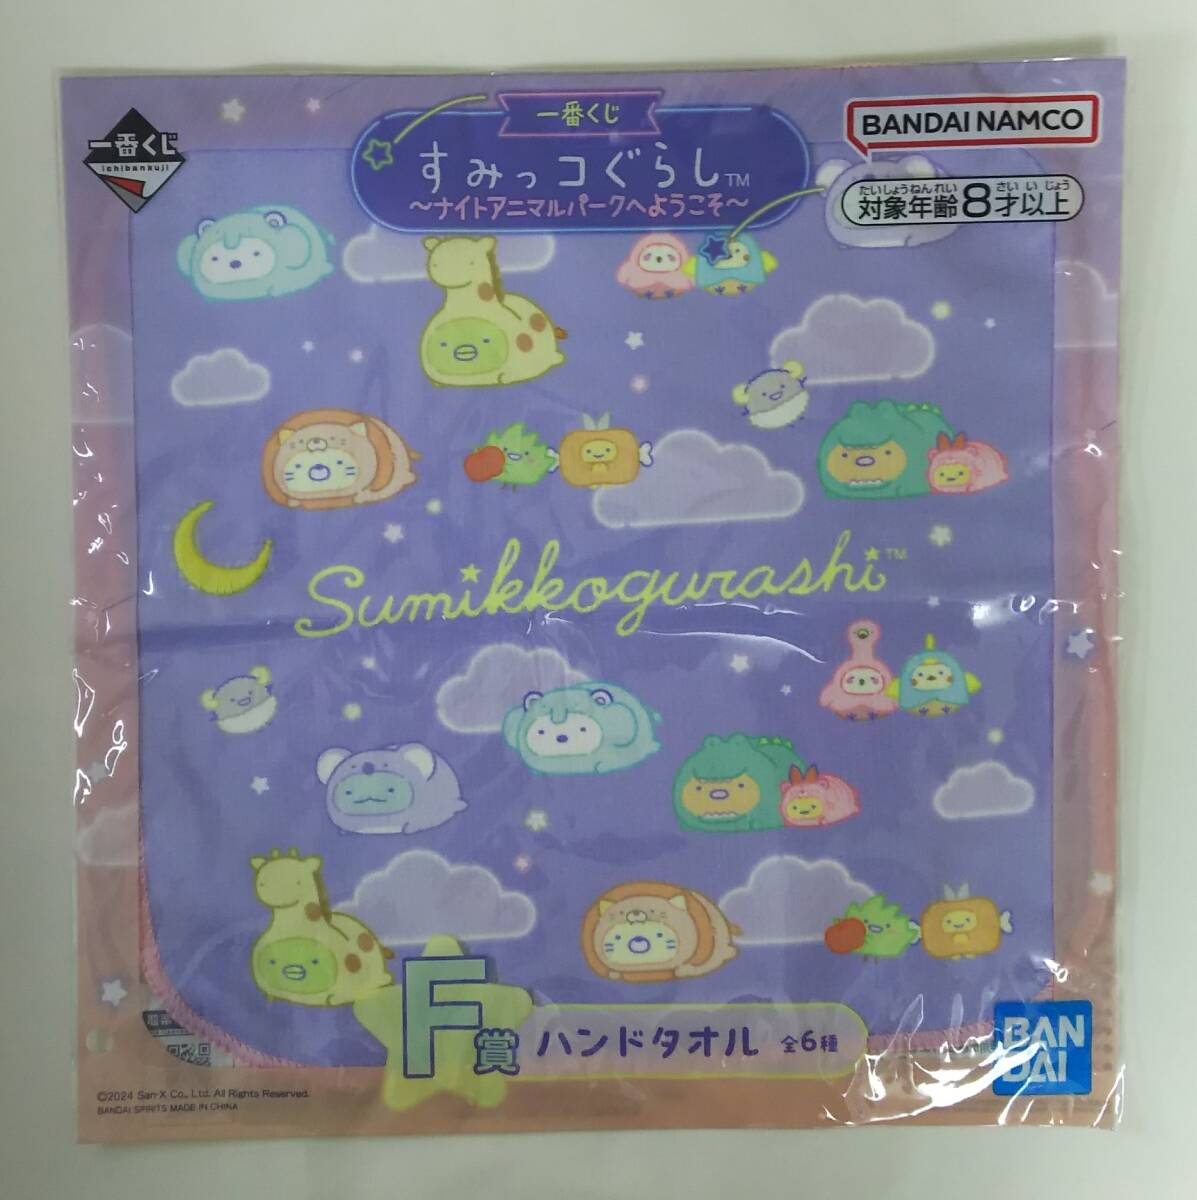 一番くじ
ichibankuji
一番くじ
すみっコぐらし™
～ナイトアニマルパークへようこそ～
BANDAI NAMCO
たいしょうねんれい さいいじょう
対象年齢8才以上
Sumikkogurashi™
F賞 ハンドタオル 全6種
BAN
DAI
©2024 San-X Co., Ltd. All Rights Reserved.
BANDAI SPIRITS MADE IN CHINA